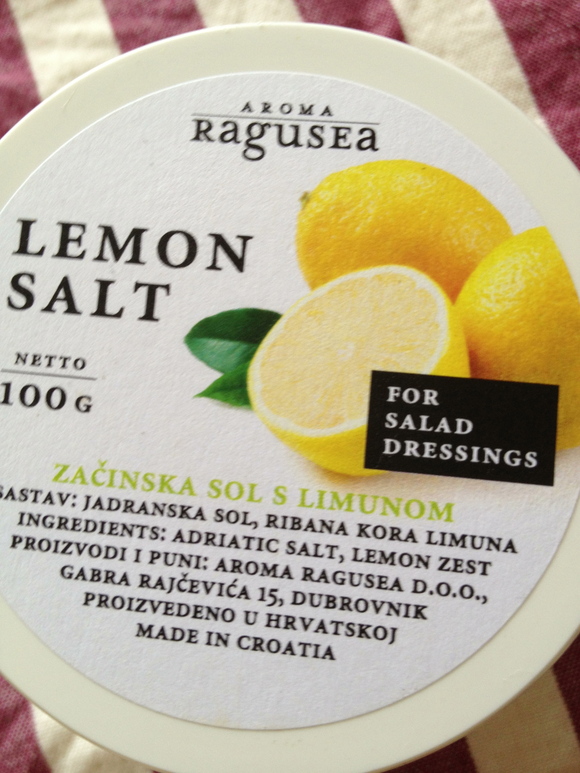 AROMA
RagusEa
LEMON
SALT
NETTO
100 G
FOR
SALAD
DRESSINGS
ZAČINSKA SOL S LIMUNOM
SASTAV: JADRANSKA SOL, RIBANA KORA LIMUNA
INGREDIENTS: ADRIATIC SALT, LEMON ZEST
PROIZVODI I PUNI: AROMA RAGUSEA D.O.O.,
GABRA RAJČEVIĆA 15, DUBROVNIK
PROIZVEDENO U HRVATSKOJ
MADE IN CROATIA